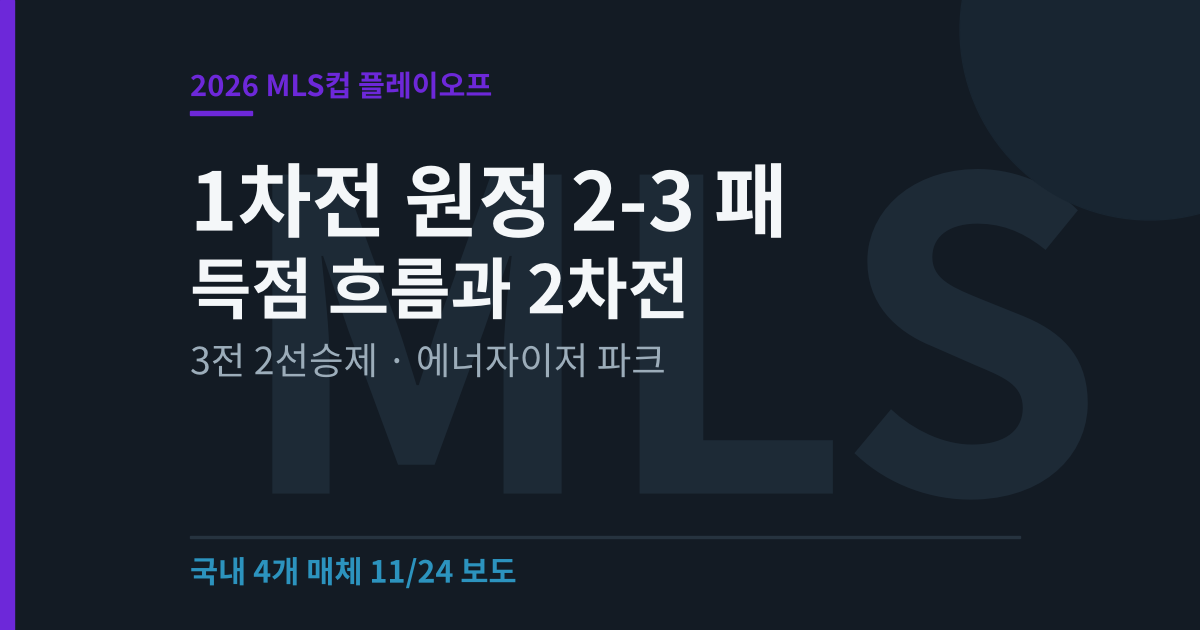 2026 MLS컵 플레이오프
1차전 원정 2-3 패
득점 흐름과 2차전
3전 2선승제 · 에너자이저 파크
MLS
국내 4개 매체 11/24 보도